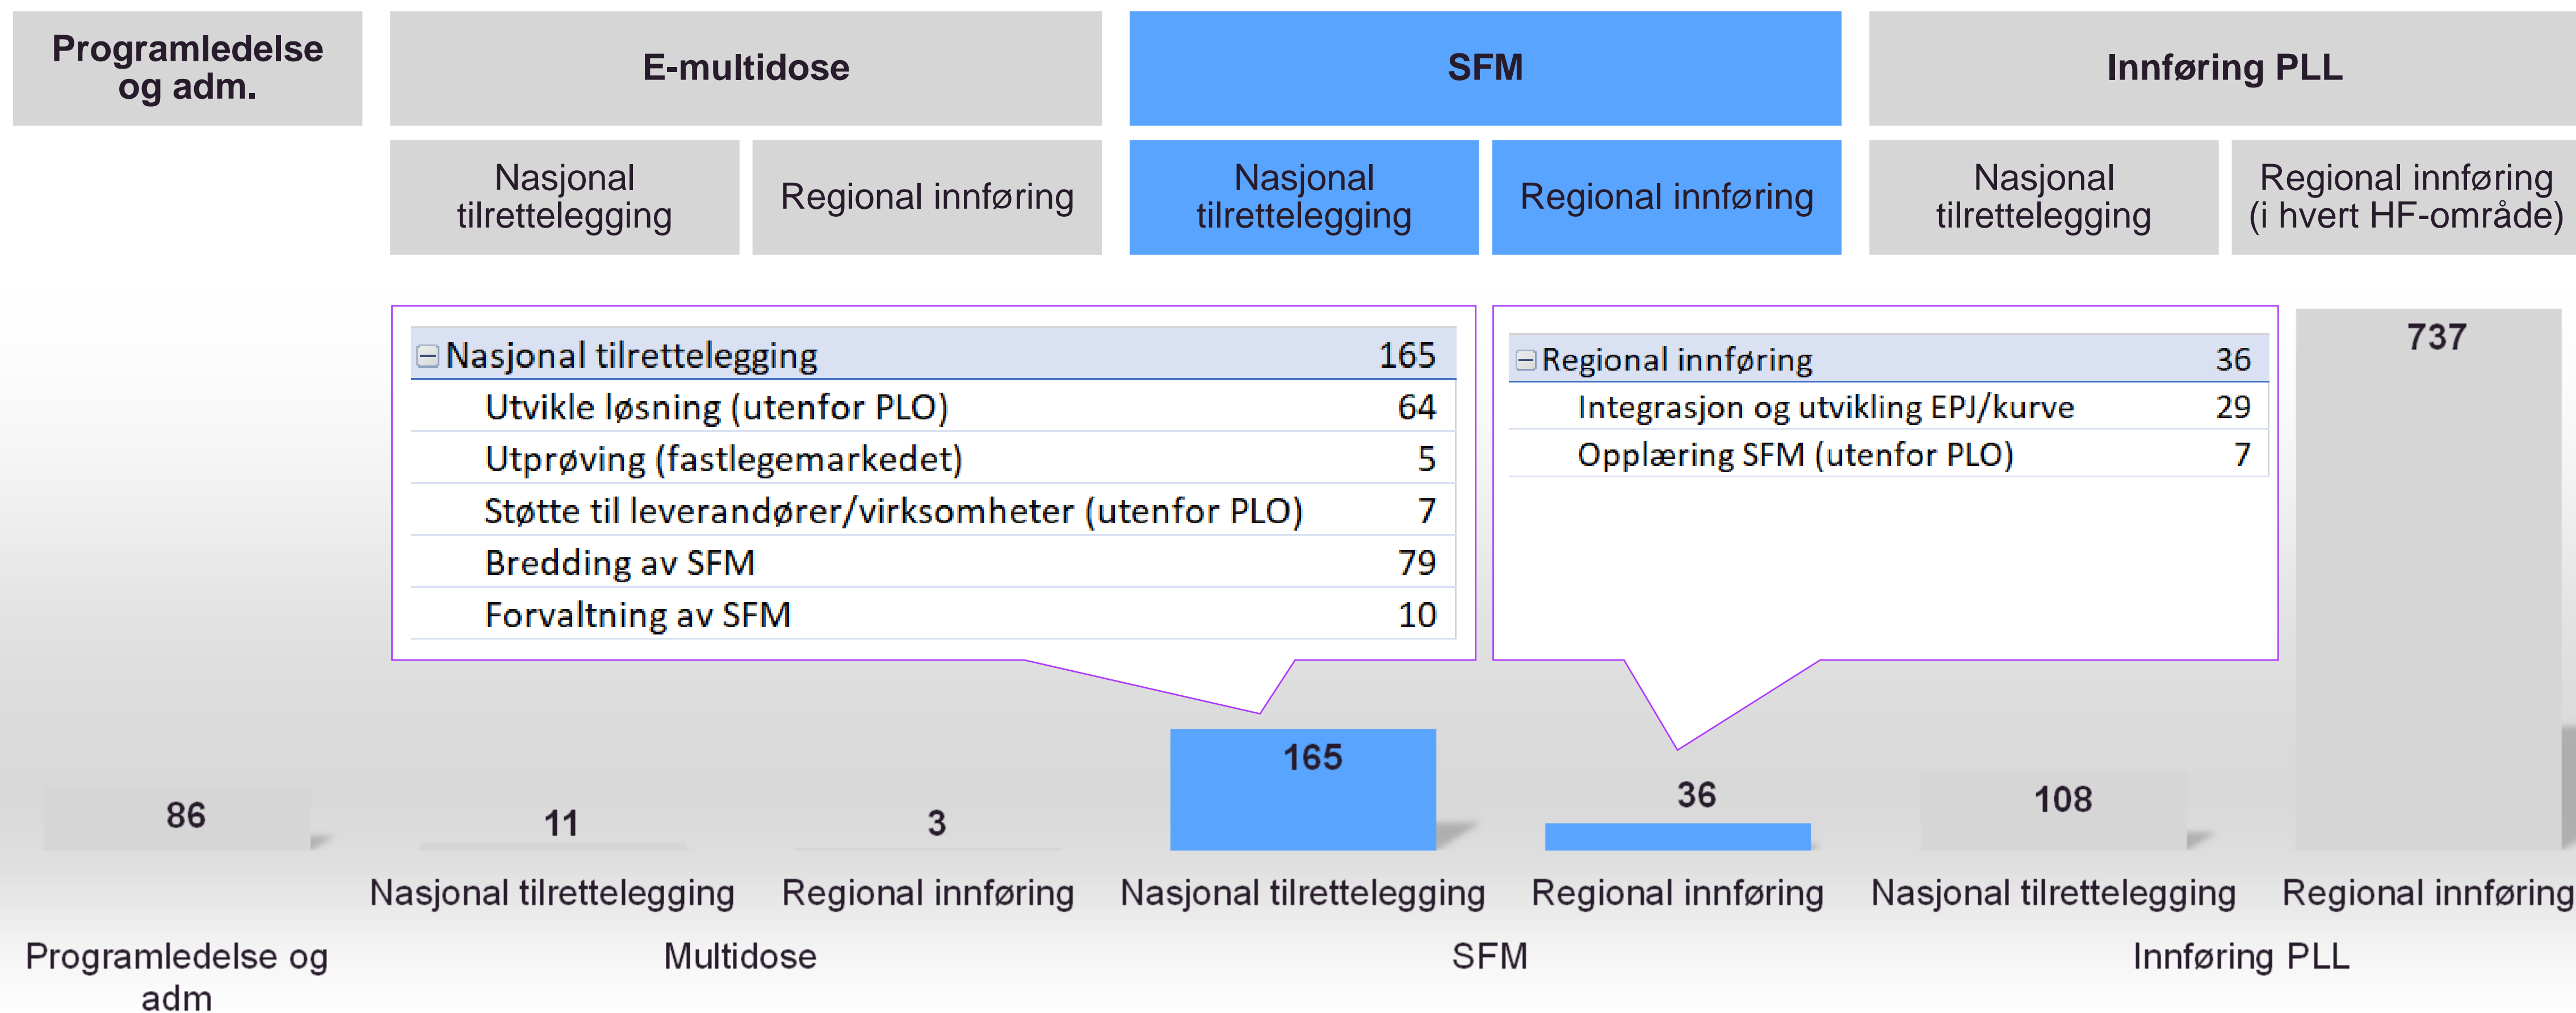 Programledelse
og adm.
E-multidose
SFM
Innføring PLL
Nasjonal
tilrettelegging
Regional innføring
Nasjonal
tilrettelegging
Regional innføring
Nasjonal
tilrettelegging
Regional innføring
(i hvert HF-område)
Nasjonal tilrettelegging 165
Utvikle løsning (utenfor PLO) 64
Utprøving (fastlegemarkedet) 5
Støtte til leverandører/virksomheter (utenfor PLO) 7
Bredding av SFM 79
Forvaltning av SFM 10
Regional innføring 36
Integrasjon og utvikling EPJ/kurve 29
Opplæring SFM (utenfor PLO) 7
737
86
11
3
165
36
108
Nasjonal tilrettelegging
Regional innføring
Nasjonal tilrettelegging
Regional innføring
Nasjonal tilrettelegging
Regional innføring
Programledelse og
adm
Multidose
SFM
Innføring PLL